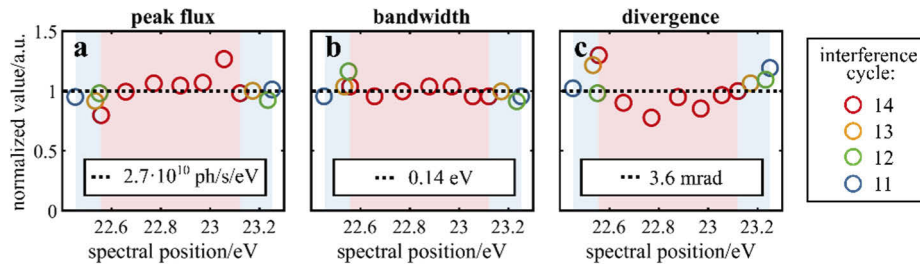 peak flux
bandwidth
divergence
normalized value/a.u.
1.5
1
0.5
0
a
2.7·10¹⁰ ph/s/eV
22.6 22.8 23 23.2
spectral position/eV
b
0.14 eV
22.6 22.8 23 23.2
spectral position/eV
c
3.6 mrad
22.6 22.8 23 23.2
spectral position/eV
interference
cycle:
14
13
12
11